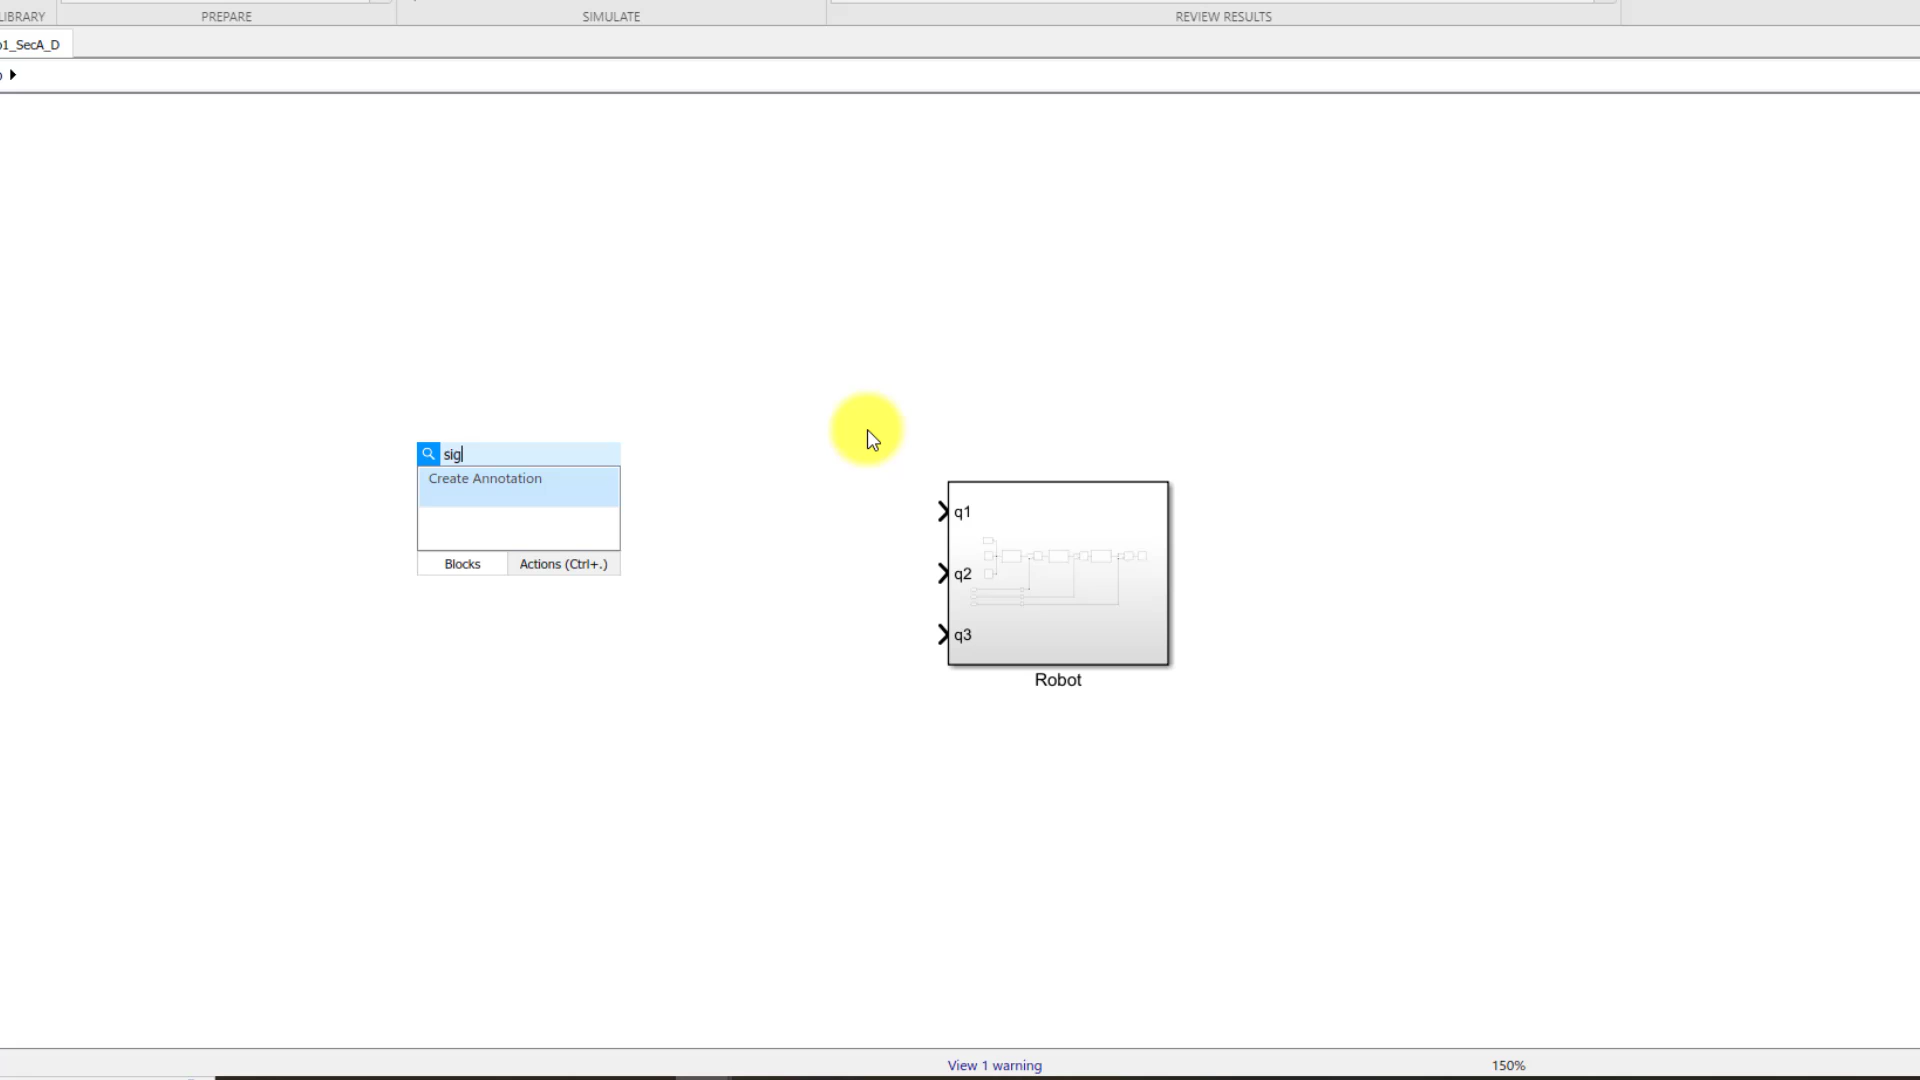 LIBRARY PREPARE SIMULATE REVIEW RESULTS
1_SecA_D
sig
Create Annotation
Blocks Actions (Ctrl+.)
q1
q2
q3
Robot
View 1 warning 150%